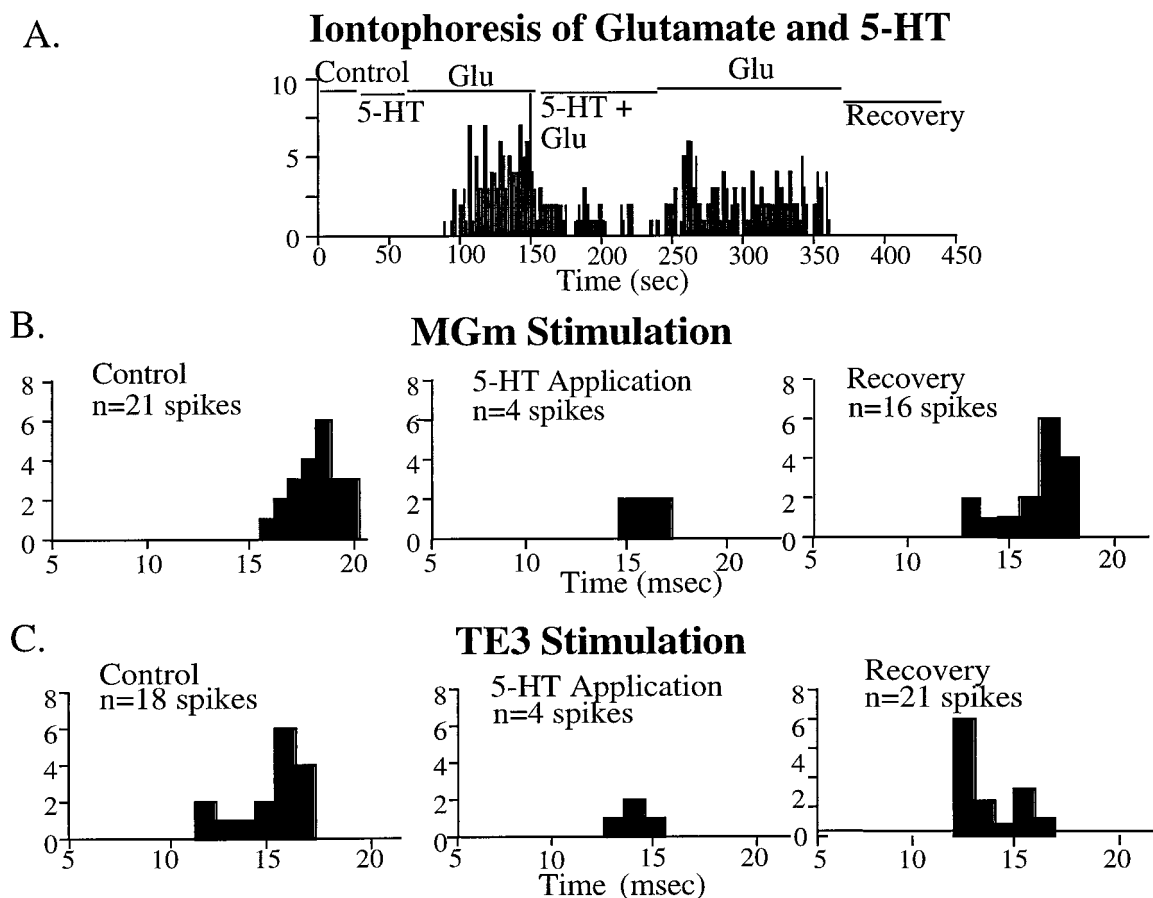 A.
Iontophoresis of Glutamate and 5-HT
10
5
0
Control
5-HT
Glu
5-HT +
Glu
Glu
Recovery
0 50 100 150 200 250 300 350 400 450
Time (sec)
B.
MGm Stimulation
Control
n=21 spikes
8
6
4
2
0
5 10 15 20
5-HT Application
n=4 spikes
8
6
4
2
0
5 10 15 20
Time (msec)
Recovery
n=16 spikes
8
6
4
2
0
5 10 15 20
C.
TE3 Stimulation
Control
n=18 spikes
8
6
4
2
0
5 10 15 20
5-HT Application
n=4 spikes
8
6
4
2
0
5 10 15 20
Time (msec)
Recovery
n=21 spikes
8
6
4
2
0
5 10 15 20